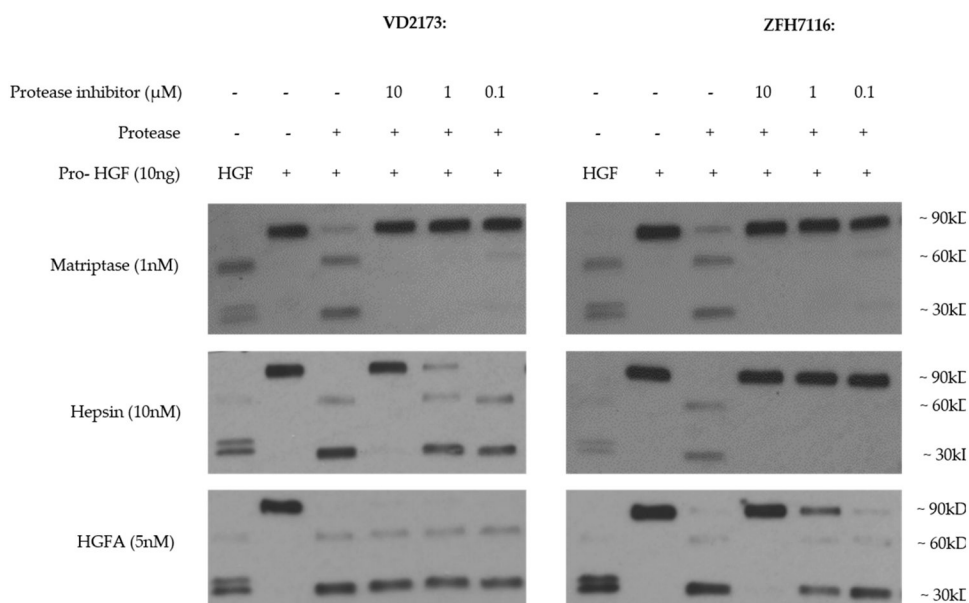 VD2173: ZFH7116:
Protease inhibitor (μM) - - - 10 1 0.1 - - - 10 1 0.1
Protease - - + + + + - - + + + +
Pro- HGF (10ng) HGF + + + + + HGF + + + + +
~ 90kD
Matriptase (1nM) ~ 60kD
~ 30kD
~ 90kD
Hepsin (10nM) ~ 60kD
~ 30kD
~ 90kD
HGFA (5nM) ~ 60kD
~ 30kD